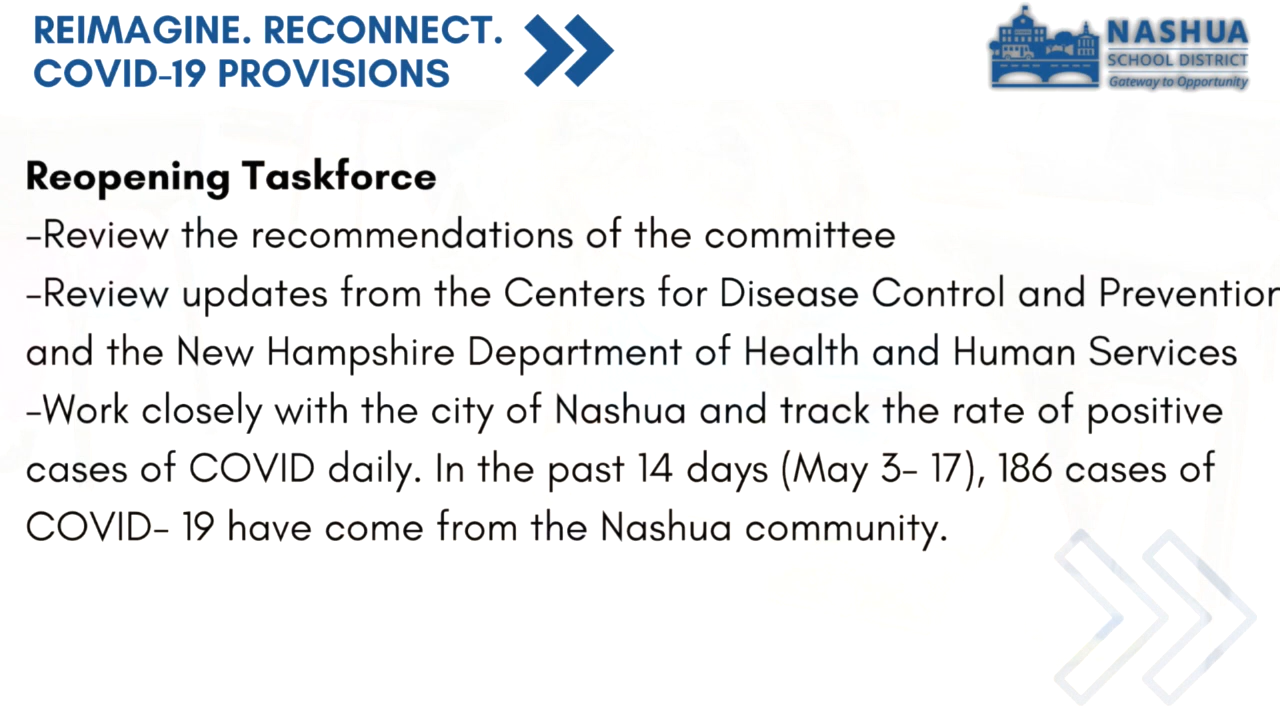 REIMAGINE. RECONNECT.
COVID-19 PROVISIONS
NASHUA
SCHOOL DISTRICT
Gateway to Opportunity
Reopening Taskforce
-Review the recommendations of the committee
-Review updates from the Centers for Disease Control and Prevention
and the New Hampshire Department of Health and Human Services
-Work closely with the city of Nashua and track the rate of positive
cases of COVID daily. In the past 14 days (May 3- 17), 186 cases of
COVID- 19 have come from the Nashua community.